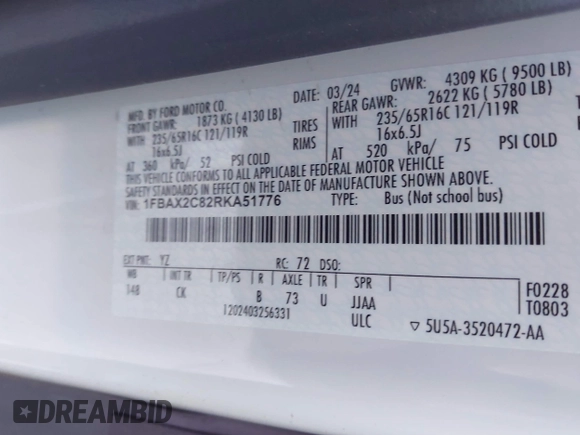 MFD. BY FORD MOTOR CO.
DATE: 03/24 GVWR: 4309 KG ( 9500 LB)
FRONT GAWR: 1873 KG ( 4130 LB)
REAR GAWR: 2622 KG ( 5780 LB)
WITH 235/65R16C 121/119R TIRES
WITH 235/65R16C 121/119R
16x6.5J RIMS
16x6.5J
AT 360 kPa/ 52 PSI COLD
AT 520 kPa/ 75 PSI COLD
THIS VEHICLE CONFORMS TO ALL APPLICABLE FEDERAL MOTOR VEHICLE
SAFETY STANDARDS IN EFFECT ON THE DATE OF MANUFACTURE SHOWN ABOVE.
VIN: 1FBAX2C82RKA51776 TYPE: Bus (Not school bus)
EXT PNT: YZ RC: 72 DSO:
WB INT TR TP/PS R AXLE TR SPR
148 CK B 73 U JJAA
F0228
T0803
1202403256331 ULC
▽ 5U5A-3520472-AA
DREAMBID